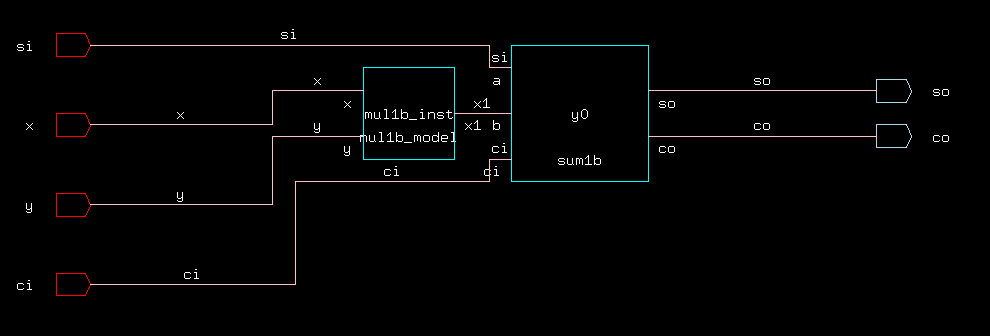 si
si
si
a
x
x
x
x
mul1b_inst
mul1b_model
x1
x1
b
y
y
y
y
ci
ci
ci
ci
ci
y0
sum1b
so
so
so
co
co
co